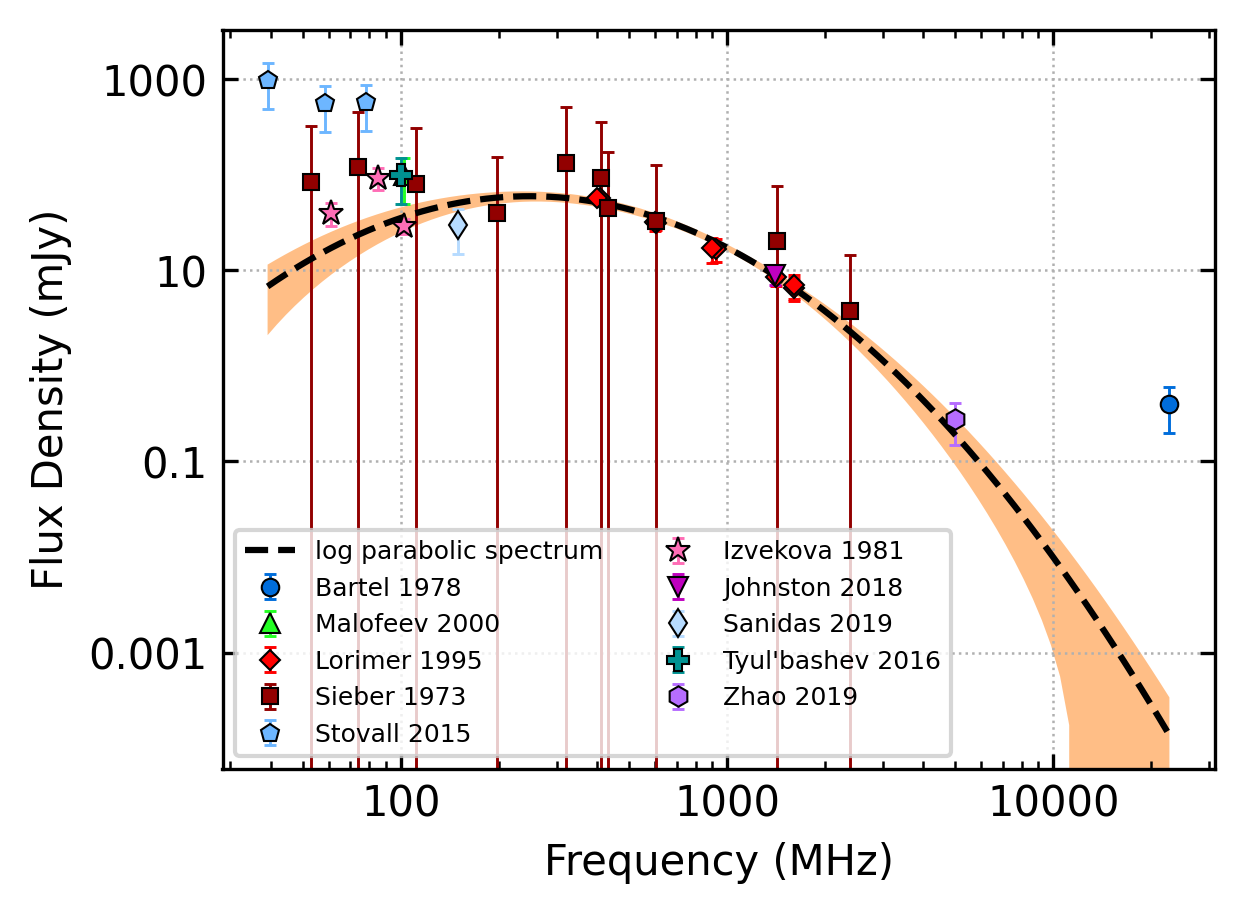 Flux Density (mJy)
1000
10
0.1
0.001
log parabolic spectrum
Bartel 1978
Malofeev 2000
Lorimer 1995
Sieber 1973
Stovall 2015
Izvekova 1981
Johnston 2018
Sanidas 2019
Tyul'bashev 2016
Zhao 2019
100
1000
10000
Frequency (MHz)